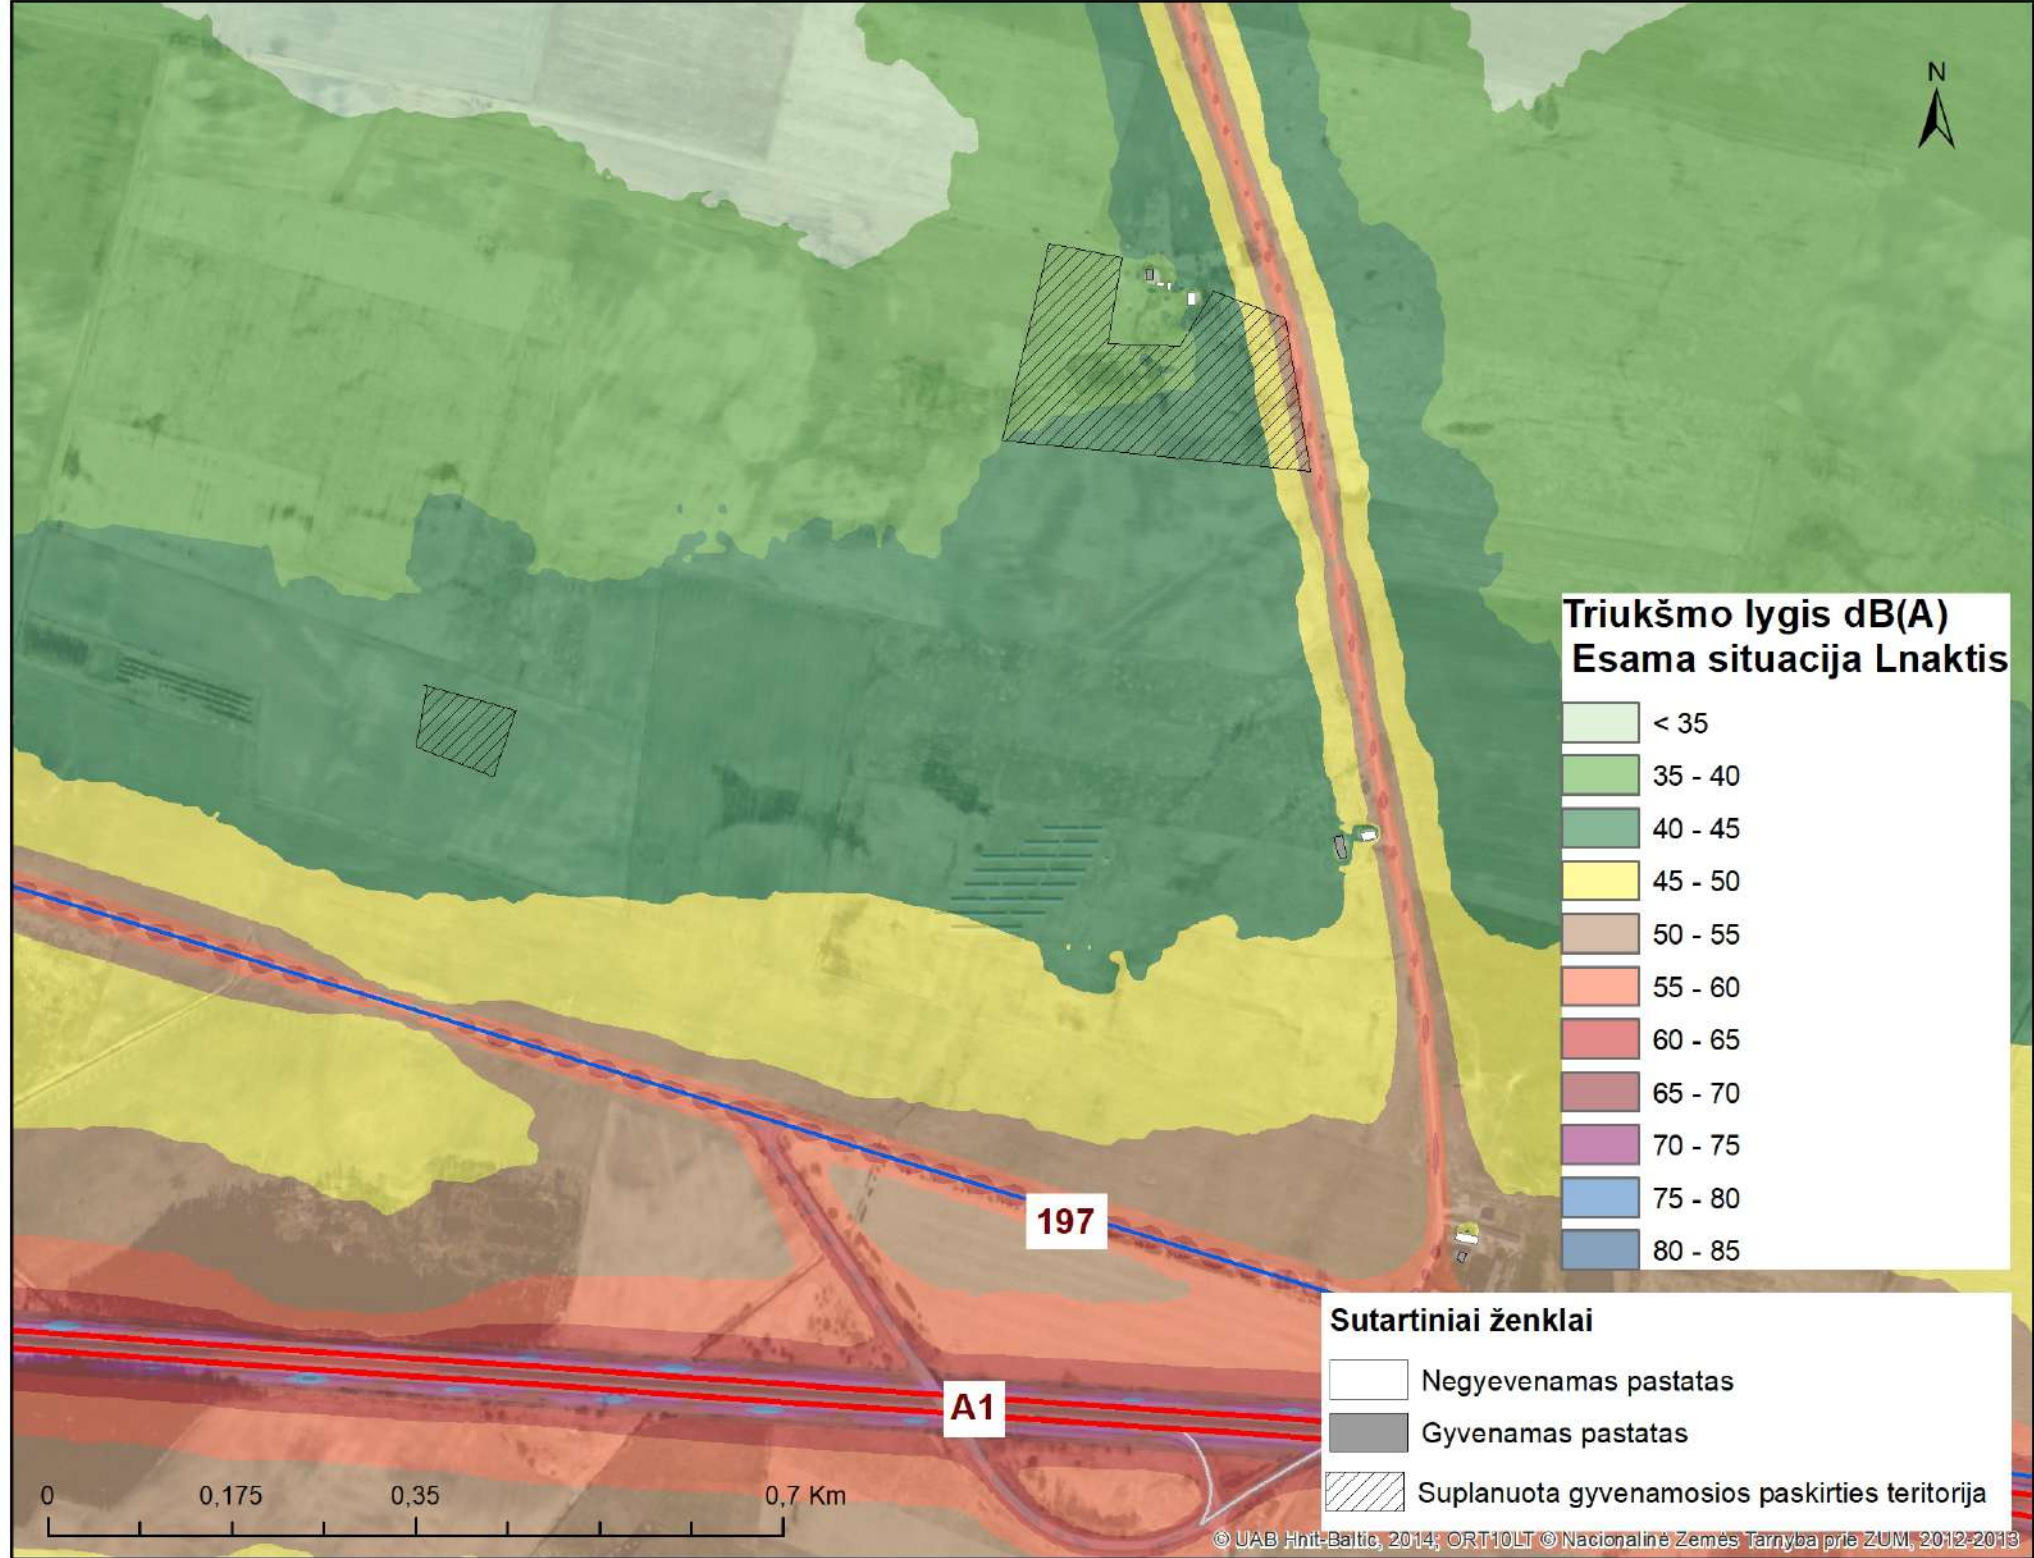 N
Triukšmo lygis dB(A)
Esama situacija Lnaktis
< 35
35 - 40
40 - 45
45 - 50
50 - 55
55 - 60
60 - 65
65 - 70
70 - 75
75 - 80
80 - 85
197
A1
Sutartiniai ženklai
Negyevenamas pastatas
Gyvenamas pastatas
Suplanuota gyvenamosios paskirties teritorija
0 0,175 0,35 0,7 Km
© UAB Hnit-Baltic, 2014; ORT10LT © Nacionalinė Žemės Tarnyba prie ŽŪM, 2012-2013